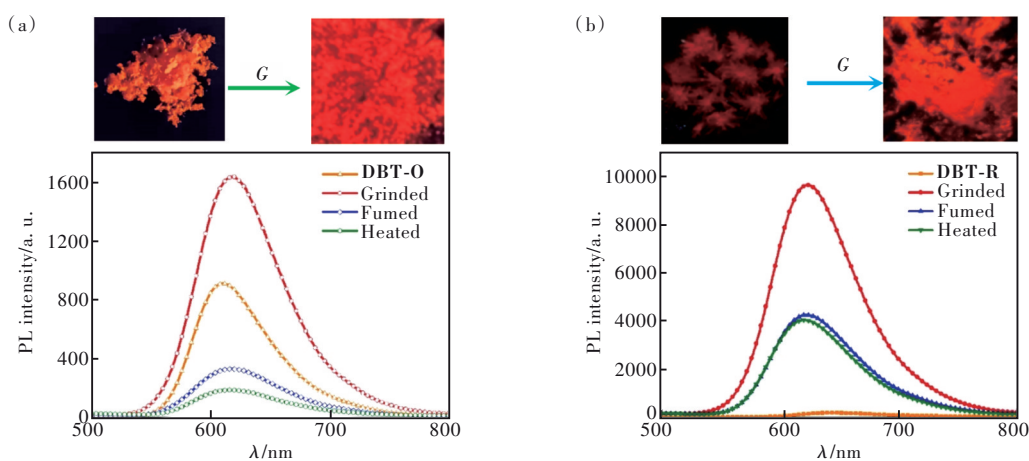 (a)
G
DBT-O
Grinded
Fumed
Heated
PL intensity/a. u.
1600
1200
800
400
0
500
600
700
800
λ/nm
(b)
G
DBT-R
Grinded
Fumed
Heated
PL intensity/a. u.
10000
8000
6000
4000
2000
0
500
600
700
800
λ/nm